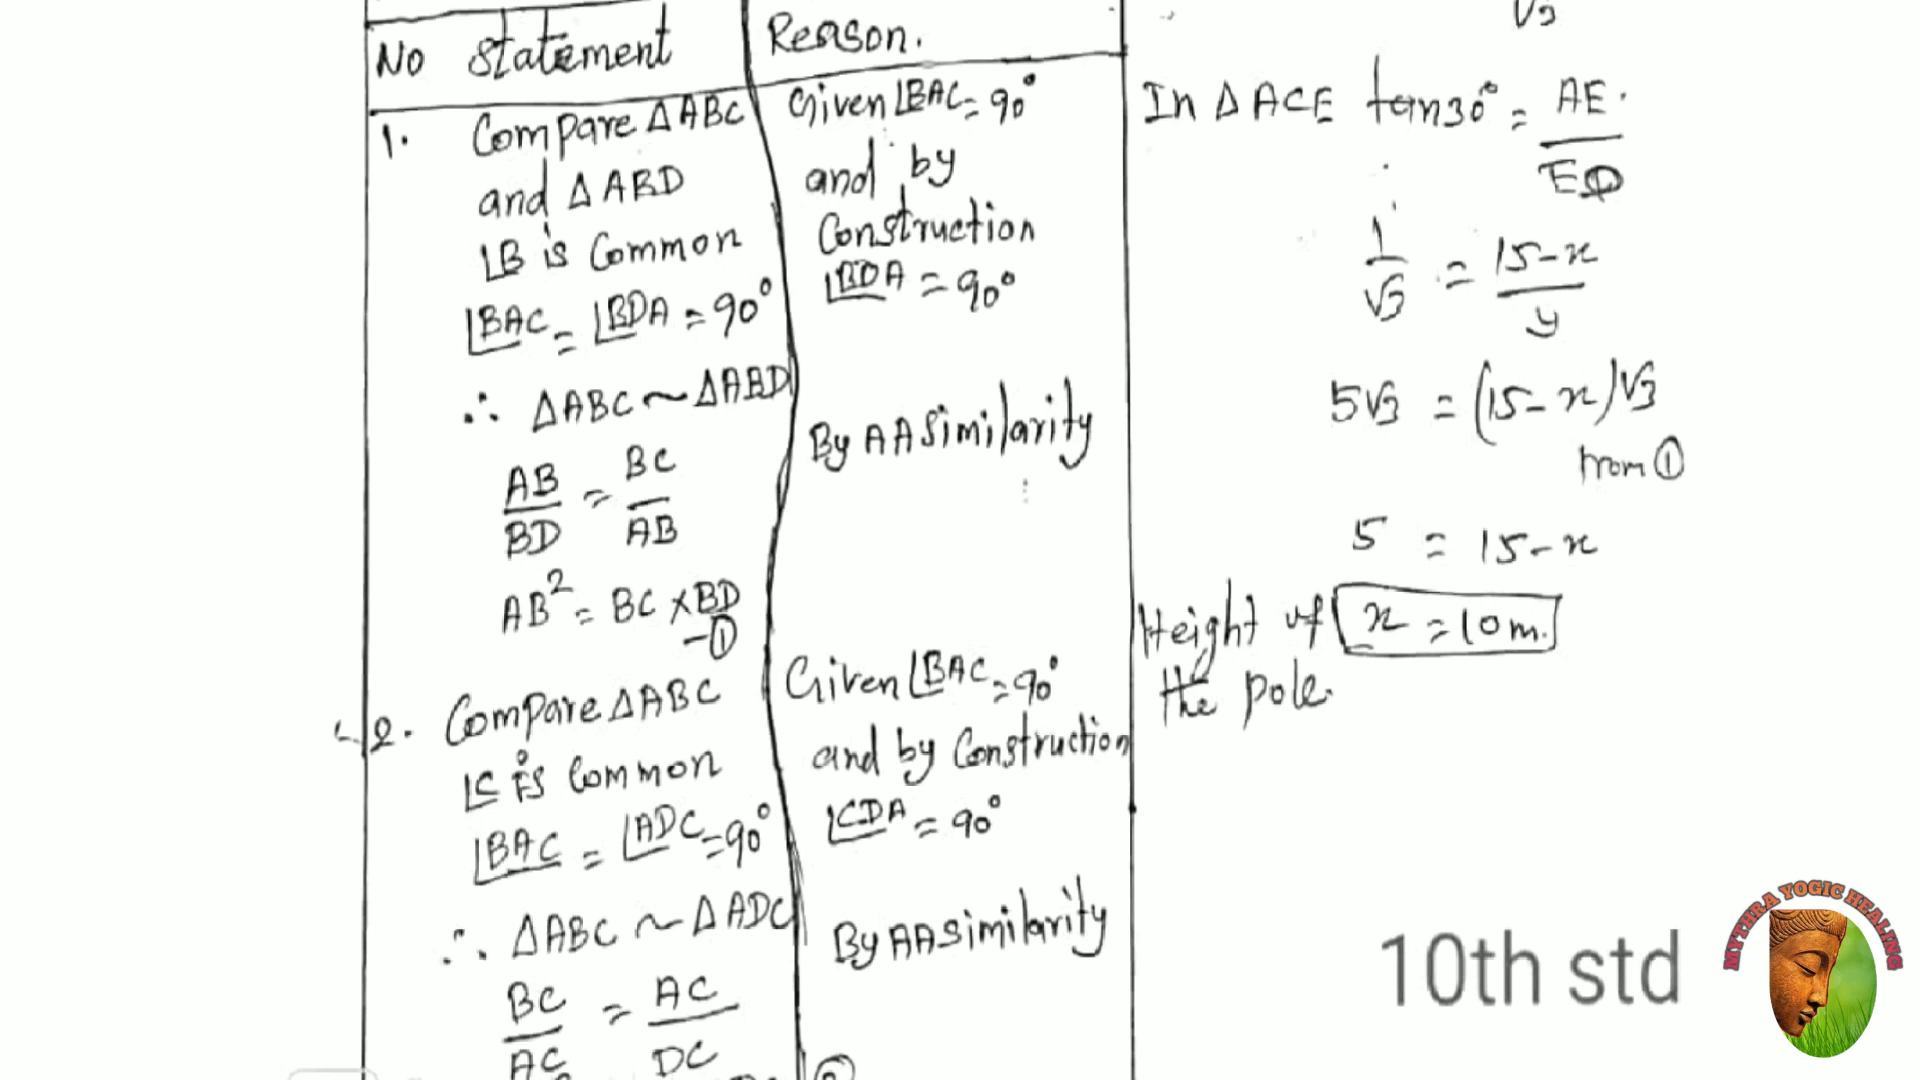 No Statement
Reason.
1. Compare ΔABC
and ΔABD
∟B is Common
∟BAC = ∟BDA = 90°
∴ ΔABC ~ ΔABD
AB/BD = BC/AB
AB² = BC × BD
-①
2. Compare ΔABC
∟C is Common
∟BAC = ∟ADC = 90°
∴ ΔABC ~ ΔADC
BC/AC = AC/DC
Given ∟BAC = 90°
and by
Construction
∟BDA = 90°
By AA Similarity
Given ∟BAC = 90°
and by Construction
∟CDA = 90°
By AA similarity
√3
In Δ ACE tan30° = AE/
1/√3 = 15-x/y
5√3 = (15-x)√3
from ①
5 = 15-x
Height of x = 10m.
the pole.
10th std
MYTHRA YOGIC HEALING